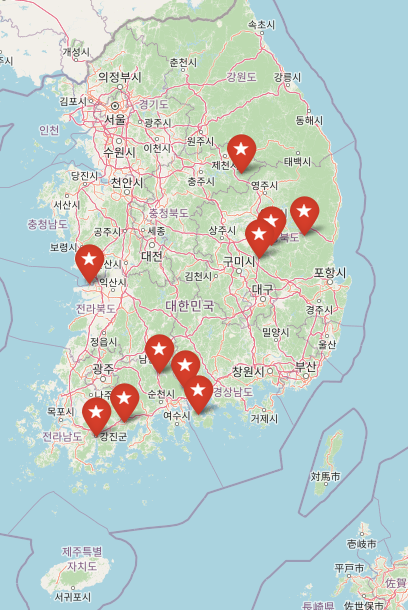 속초시
개성시
춘천시
의정부시
강원도
강릉시
김포시
경기도
서울
광주시
동해시
인천
원주시
수원시
이천시
제천시
태백시
당진시
천안시
충주시
영주시
서산시
충청북도
충청남도
공주시
세종
상주시
북도
보령시
대전
구미시
산시
김천시
포항시
익산시
대구
대한민국
전라북도
경주시
밀양시
정읍시
울산
남
광주
창원시
부산
나주
순천시
경상남도
목포시
여수시
거제시
전라남도
강진군
対馬市
壱岐市
제주특별
자치도
平戸市
佐賀
서귀포시
長崎県
佐世保市